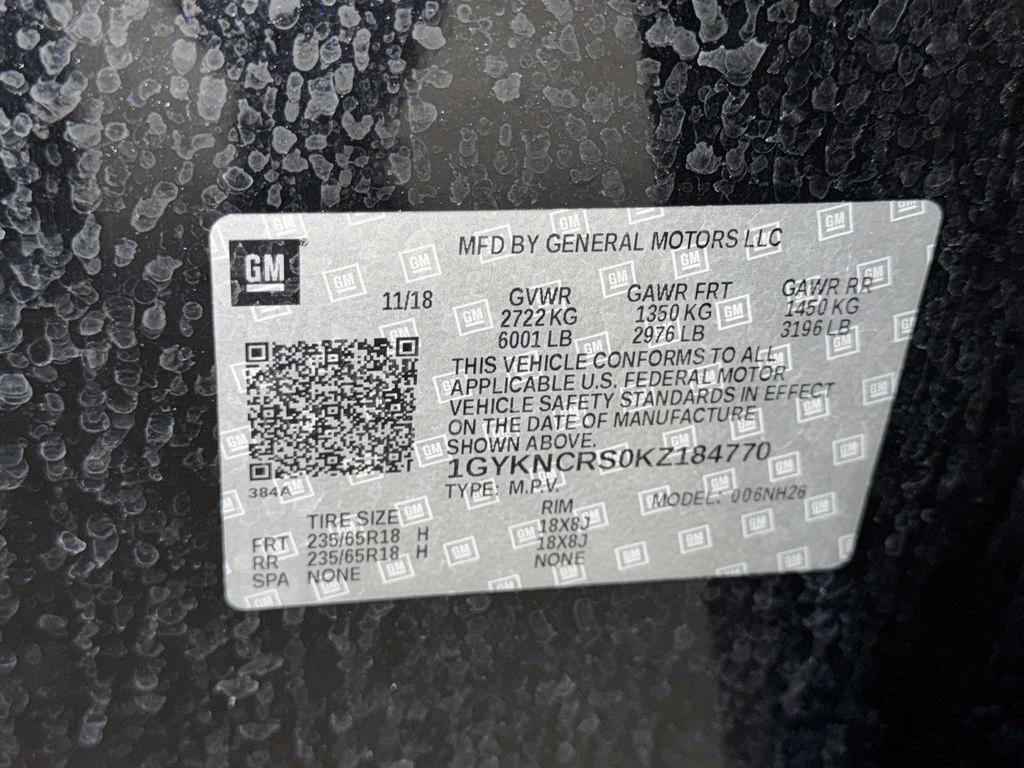 GM
MFD BY GENERAL MOTORS LLC
11/18
GVWR GAWR FRT GAWR RR
2722 KG 1350 KG 1450 KG
6001 LB 2976 LB 3196 LB
THIS VEHICLE CONFORMS TO ALL
APPLICABLE U.S. FEDERAL MOTOR
VEHICLE SAFETY STANDARDS IN EFFECT
ON THE DATE OF MANUFACTURE
SHOWN ABOVE.
1GYKNCRS0KZ184770
384A
TYPE: M.P.V. MODEL: 006NH26
TIRE SIZE RIM
FRT 235/65R18 H 18X8J
RR 235/65R18 H 18X8J
SPA NONE NONE